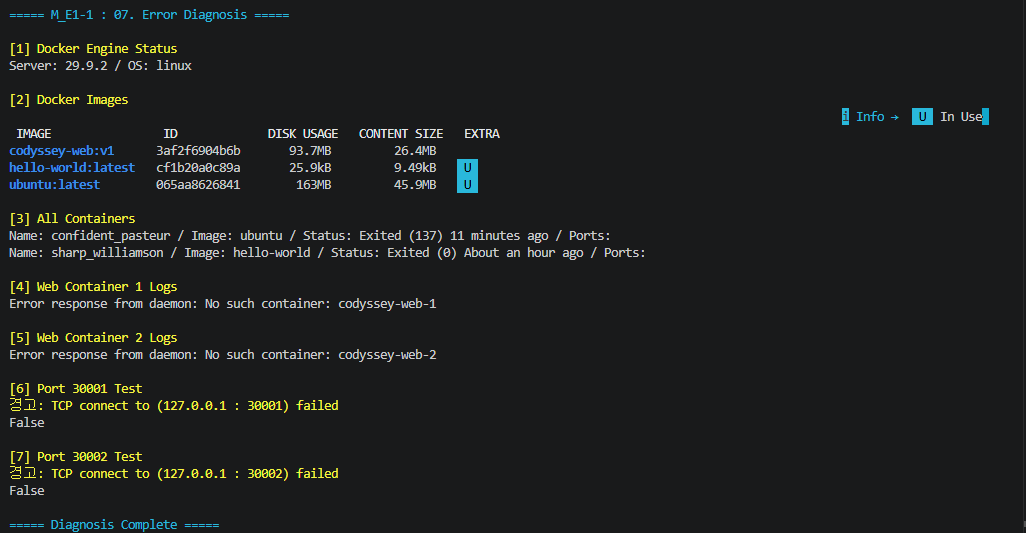 ===== M_E1-1 : 07. Error Diagnosis =====
[1] Docker Engine Status
Server: 29.9.2 / OS: linux
[2] Docker Images
i Info → U In Use
IMAGE ID DISK USAGE CONTENT SIZE EXTRA
codyssey-web:v1 3af2f6904b6b 93.7MB 26.4MB
hello-world:latest cf1b20a0c89a 25.9kB 9.49kB U
ubuntu:latest 065aa8626841 163MB 45.9MB U
[3] All Containers
Name: confident_pasteur / Image: ubuntu / Status: Exited (137) 11 minutes ago / Ports:
Name: sharp_williamson / Image: hello-world / Status: Exited (0) About an hour ago / Ports:
[4] Web Container 1 Logs
Error response from daemon: No such container: codyssey-web-1
[5] Web Container 2 Logs
Error response from daemon: No such container: codyssey-web-2
[6] Port 30001 Test
경고: TCP connect to (127.0.0.1 : 30001) failed
False
[7] Port 30002 Test
경고: TCP connect to (127.0.0.1 : 30002) failed
False
===== Diagnosis Complete =====